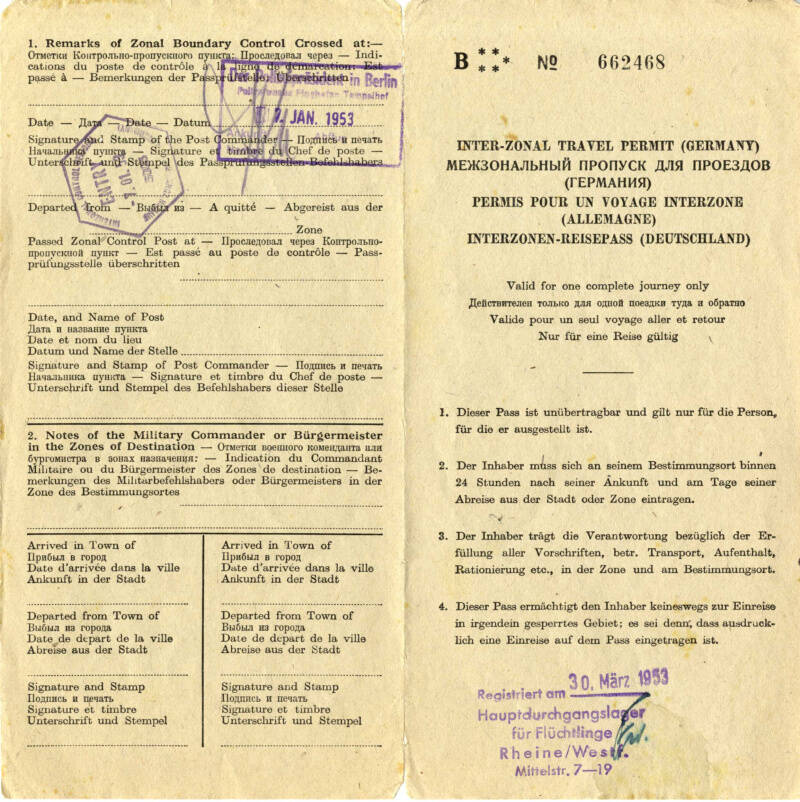 1. Remarks of Zonal Boundary Control Crossed at:—
Отметки Контрольно-пропускного пункта: Проследовал через — Indi-
cations du poste de contrôle à la ligne de démarcation: Est
passé à — Bemerkungen der Passprüfstelle: Überschritten
in Berlin
Tempelhof
Date — Дата — Date — Datum
JAN. 1953
Signature and Stamp of the Post Commander — Подпись и печать
Начальника пункта — Signature et timbre du Chef de poste —
Unterschrift und Stempel des Passprüfungsstellen-Befehlshabers
ENTRY
Departed from — Выбыл из — A quitté — Abgereist aus der
Zone
Passed Zonal Control Post at — Проследовал через Контрольно-
пропускной пункт — Est passé au poste de contrôle — Pass-
prüfungsstelle überschritten
Date, and Name of Post
Дата и название пункта
Date et nom du lieu
Datum und Name der Stelle
Signature and Stamp of Post Commander — Подпись и печать
Начальника пункта — Signature et timbre du Chef de poste —
Unterschrift und Stempel des Befehlshabers dieser Stelle
2. Notes of the Military Commander or Bürgermeister
in the Zones of Destination — Отметки военного коменданта или
бургомистра в зонах назначения: — Indication du Commandant
Militaire ou du Bürgermeister des Zones de destination — Be-
merkungen des Militarbefehlshabers oder Bürgermeisters in der
Zone des Bestimmungsortes
Arrived in Town of
Прибыл в город
Date d'arrivée dans la ville
Ankunft in der Stadt
Departed from Town of
Выбыл из города
Date de depart de la ville
Abreise aus der Stadt
Signature and Stamp
Подпись и печать
Signature et timbre
Unterschrift und Stempel
Arrived in Town of
Прибыл в город
Date d'arrivée dans la ville
Ankunft in der Stadt
Departed from Town of
Выбыл из города
Date de depart de la ville
Abreise aus der Stadt
Signature and Stamp
Подпись и печать
Signature et timbre
Unterschrift und Stempel
B ***** № 662468
INTER-ZONAL TRAVEL PERMIT (GERMANY)
МЕЖЗОНАЛЬНЫЙ ПРОПУСК ДЛЯ ПРОЕЗДОВ
(ГЕРМАНИЯ)
PERMIS POUR UN VOYAGE INTERZONE
(ALLEMAGNE)
INTERZONEN-REISEPASS (DEUTSCHLAND)
Valid for one complete journey only
Действителен только для одной поездки туда и обратно
Valide pour un seul voyage aller et retour
Nur für eine Reise gültig
1. Dieser Pass ist unübertragbar und gilt nur für die Person,
für die er ausgestellt ist.
2. Der Inhaber muss sich an seinem Bestimmungsort binnen
24 Stunden nach seiner Änkunft und am Tage seiner
Abreise aus der Stadt oder Zone eintragen.
3. Der Inhaber trägt die Verantwortung bezüglich der Er-
füllung aller Vorschriften, betr. Transport, Aufenthalt,
Rationierung etc., in der Zone und am Bestimmungsort.
4. Dieser Pass ermächtigt den Inhaber keineswegs zur Einreise
in irgendein gesperrtes Gebiet; es sei denn, dass ausdrück-
lich eine Einreise auf dem Pass eingetragen ist.
Registriert am 30. März 1953
Hauptdurchgangslager
für Flüchtlinge
Rheine/Westf.
Mittelstr. 7—19